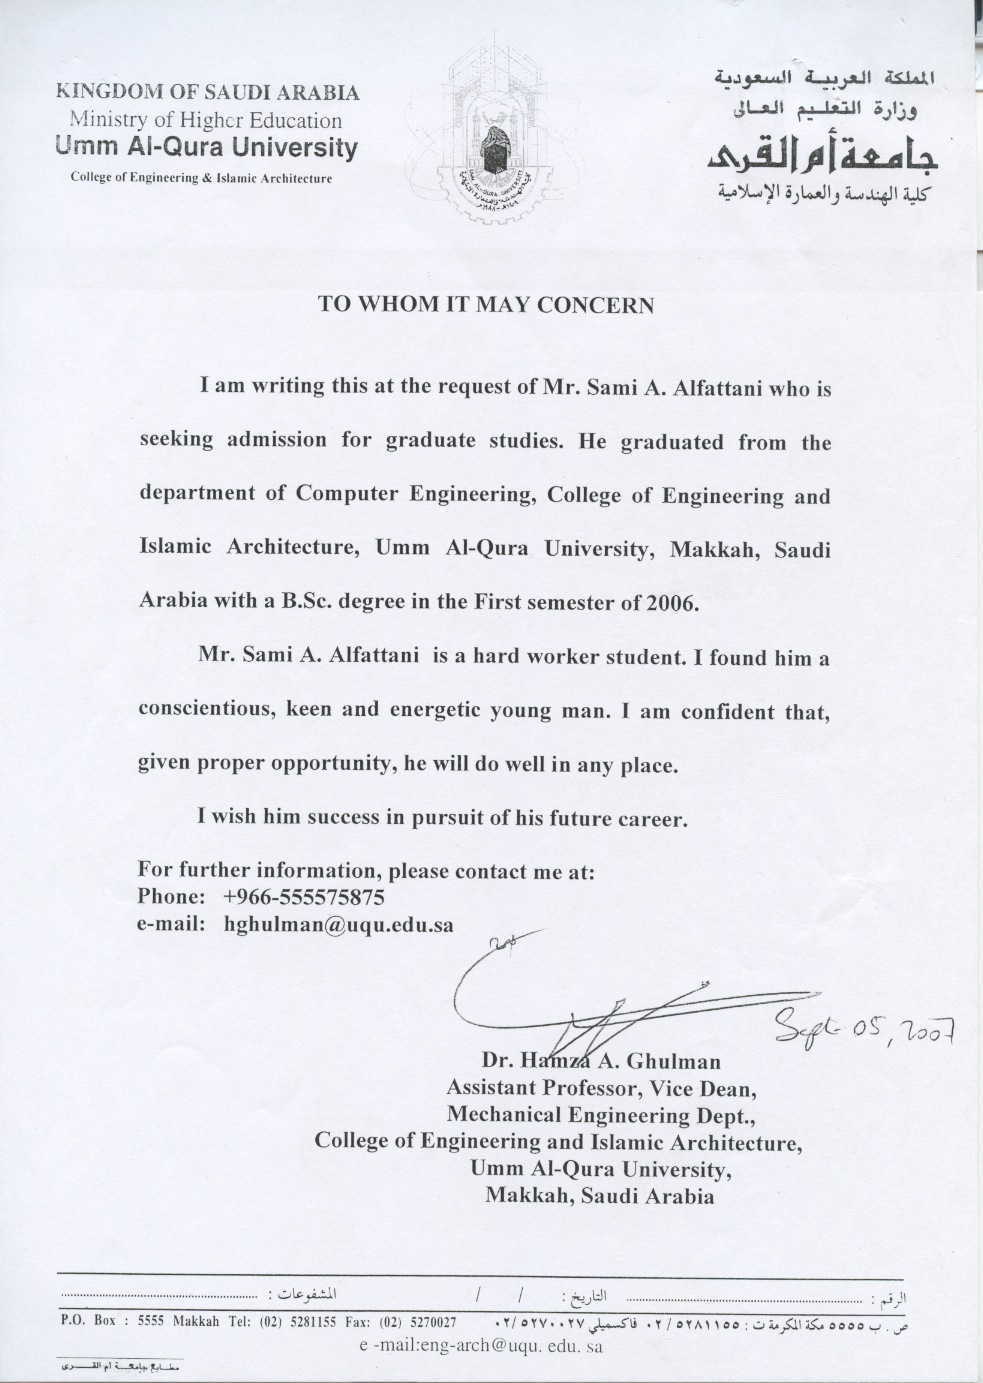 KINGDOM OF SAUDI ARABIA
Ministry of Higher Education
Umm Al-Qura University
College of Engineering & Islamic Architecture
المملكة العربية السعودية
وزارة التعليم العالى
جامعة أم القرى
كلية الهندسة والعمارة الإسلامية
UMM AL-QURA UNIVERSITY
TO WHOM IT MAY CONCERN
I am writing this at the request of Mr. Sami A. Alfattani who is
seeking admission for graduate studies. He graduated from the
department of Computer Engineering, College of Engineering and
Islamic Architecture, Umm Al-Qura University, Makkah, Saudi
Arabia with a B.Sc. degree in the First semester of 2006.
Mr. Sami A. Alfattani is a hard worker student. I found him a
conscientious, keen and energetic young man. I am confident that,
given proper opportunity, he will do well in any place.
I wish him success in pursuit of his future career.
For further information, please contact me at:
Phone: +966-555575875
e-mail: hghulman@uqu.edu.sa
Sept 05, 2007
Dr. Hamza A. Ghulman
Assistant Professor, Vice Dean,
Mechanical Engineering Dept.,
College of Engineering and Islamic Architecture,
Umm Al-Qura University,
Makkah, Saudi Arabia
الرقم : ........ التاريخ : / / المشفوعات : ........
P.O. Box : 5555 Makkah Tel: (02) 5281155 Fax: (02) 5270027
ص . ب ٥٥٥٥ مكة المكرمة ت : ٠٢ / ٥٢٨١١٥٥ فاكسميلي ٠٢/٥٢٧٠٠٢٧
e -mail:eng-arch@uqu. edu. sa
مطابع جامعة ام القرى